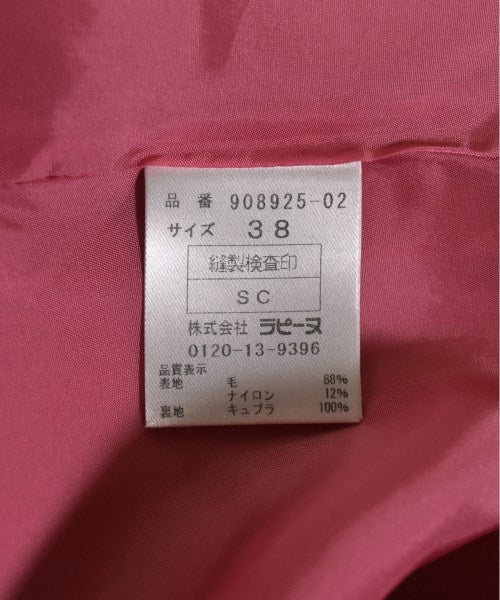 品番 908925-02
サイズ 38
縫製検査印
SC
株式会社 ラピーヌ
0120-13-9396
品質表示
表地 毛 88%
ナイロン 12%
裏地 キュプラ 100%